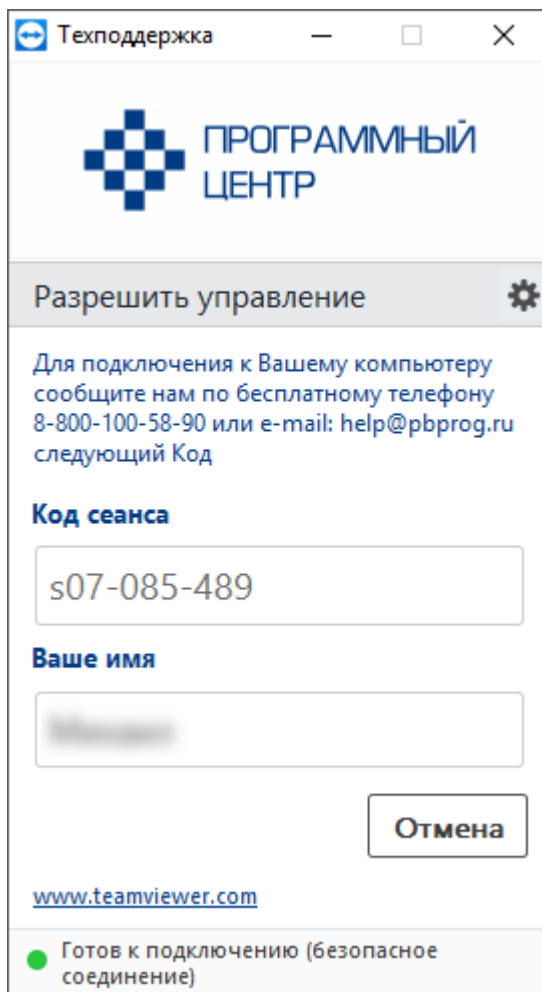 Техподдержка
ПРОГРАММНЫЙ
ЦЕНТР
Разрешить управление
Для подключения к Вашему компьютеру
сообщите нам по бесплатному телефону
8-800-100-58-90 или e-mail: help@pbprog.ru
следующий Код
Код сеанса
s07-085-489
Ваше имя
Отмена
www.teamviewer.com
Готов к подключению (безопасное
соединение)